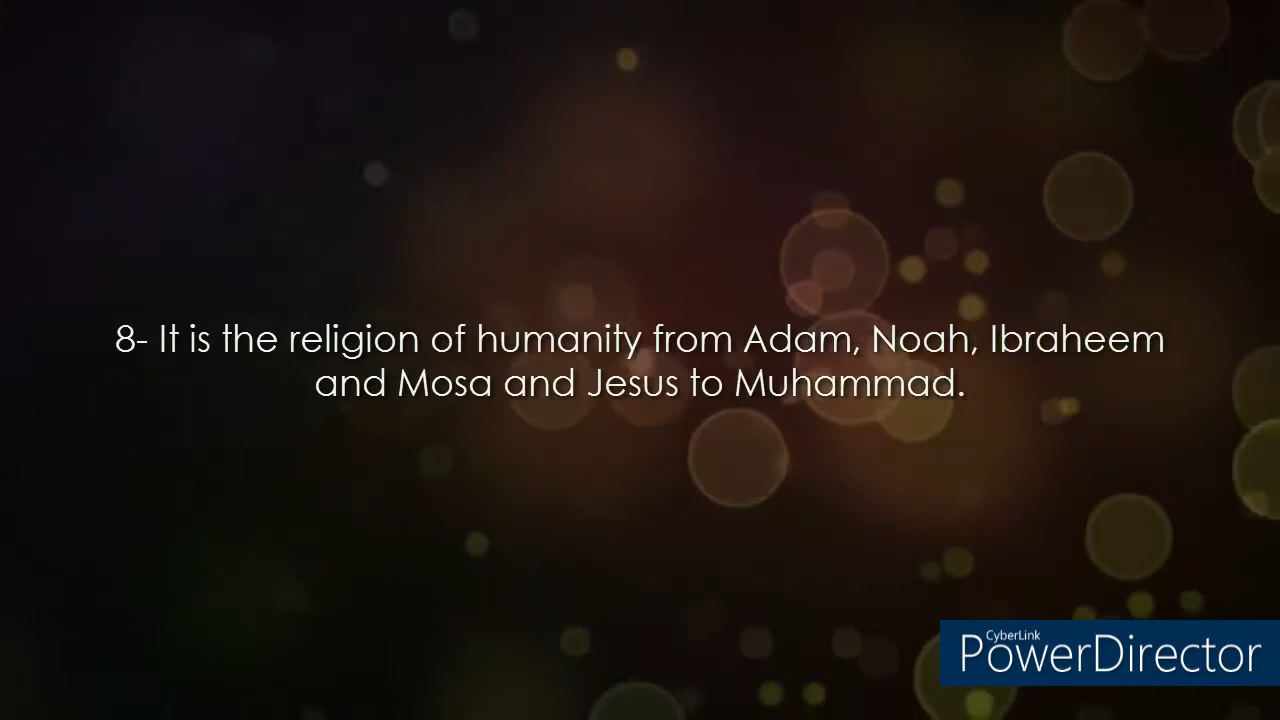 8- It is the religion of humanity from Adam, Noah, Ibraheem
and Mosa and Jesus to Muhammad.
CyberLink
PowerDirector